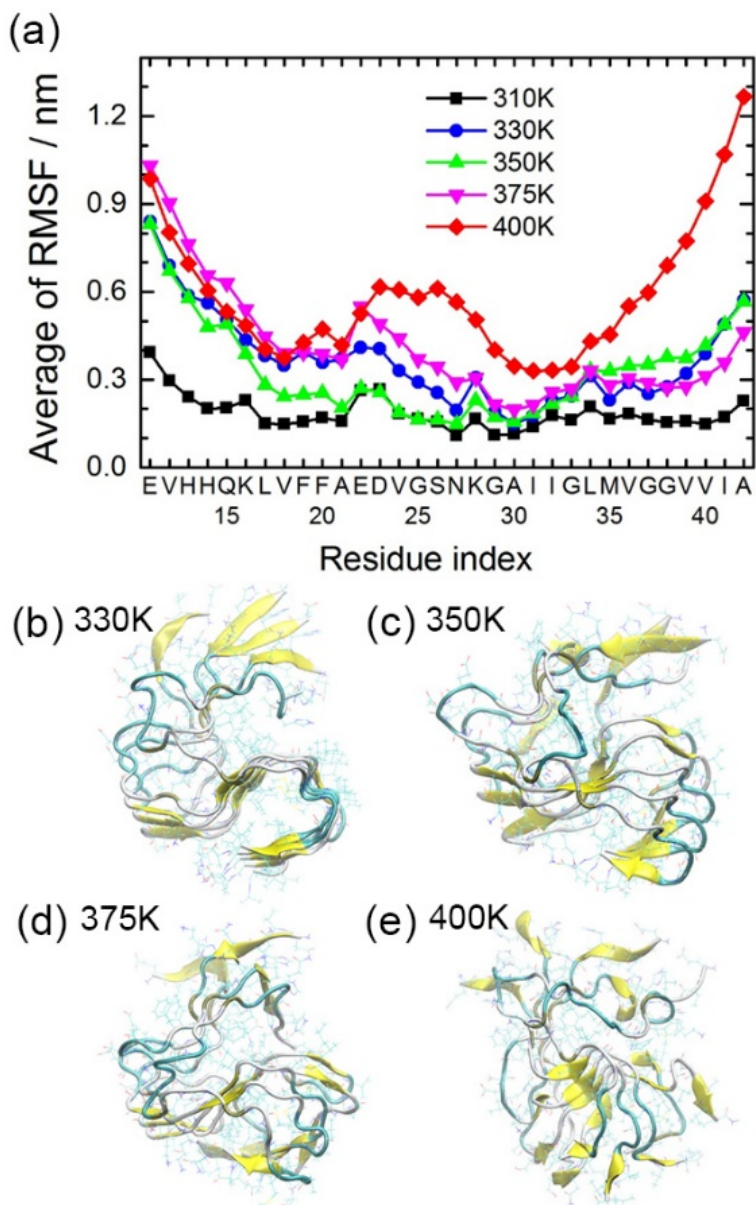 (a)
Average of RMSF / nm
1.2
0.9
0.6
0.3
0.0
310K
330K
350K
375K
400K
E V H H Q K L V F F A E D V G S N K G A I I G L M V G G V V I A
15 20 25 30 35 40
Residue index
(b) 330K
(c) 350K
(d) 375K
(e) 400K